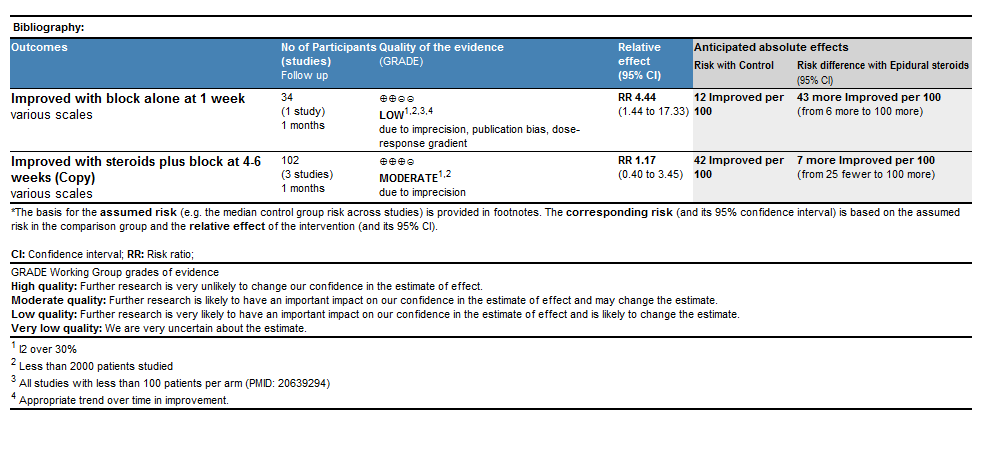 Bibliography:
Outcomes
No of Participants (studies) Follow up
Quality of the evidence (GRADE)
Relative effect (95% CI)
Anticipated absolute effects
Risk with Control
Risk difference with Epidural steroids (95% CI)
Improved with block alone at 1 week
various scales
34
(1 study)
1 months
⊕⊕⊖⊖
LOW1,2,3,4
due to imprecision, publication bias, dose-
response gradient
RR 4.44
(1.44 to 17.33)
12 Improved per
100
43 more Improved per 100
(from 6 more to 100 more)
Improved with steroids plus block at 4-6
weeks (Copy)
various scales
102
(3 studies)
1 months
⊕⊕⊕⊖
MODERATE1,2
due to imprecision
RR 1.17
(0.40 to 3.45)
42 Improved per
100
7 more Improved per 100
(from 25 fewer to 100 more)
*The basis for the assumed risk (e.g. the median control group risk across studies) is provided in footnotes. The corresponding risk (and its 95% confidence interval) is based on the assumed
risk in the comparison group and the relative effect of the intervention (and its 95% CI).
CI: Confidence interval; RR: Risk ratio;
GRADE Working Group grades of evidence
High quality: Further research is very unlikely to change our confidence in the estimate of effect.
Moderate quality: Further research is likely to have an important impact on our confidence in the estimate of effect and may change the estimate.
Low quality: Further research is very likely to have an important impact on our confidence in the estimate of effect and is likely to change the estimate.
Very low quality: We are very uncertain about the estimate.
1 I2 over 30%
2 Less than 2000 patients studied
3 All studies with less than 100 patients per arm (PMID: 20639294)
4 Appropriate trend over time in improvement.